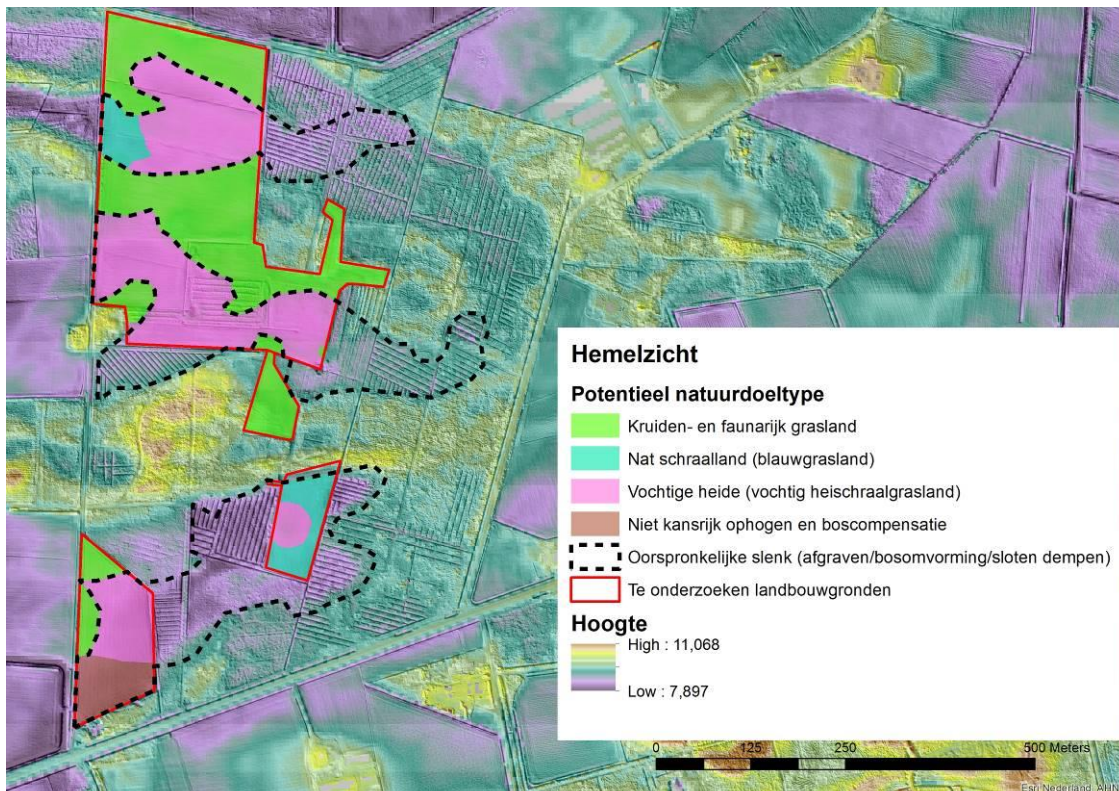 Hemelzicht
Potentieel natuurdoeltype
Kruiden- en faunarijk grasland
Nat schraalland (blauwgrasland)
Vochtige heide (vochtig heischraalgrasland)
Niet kansrijk ophogen en boscompensatie
Oorspronkelijke slenk (afgraven/bosomvorming/sloten dempen)
Te onderzoeken landbouwgronden
Hoogte
High : 11,068
Low : 7,897
0 125 250 500 Meters
Esri Nederland,